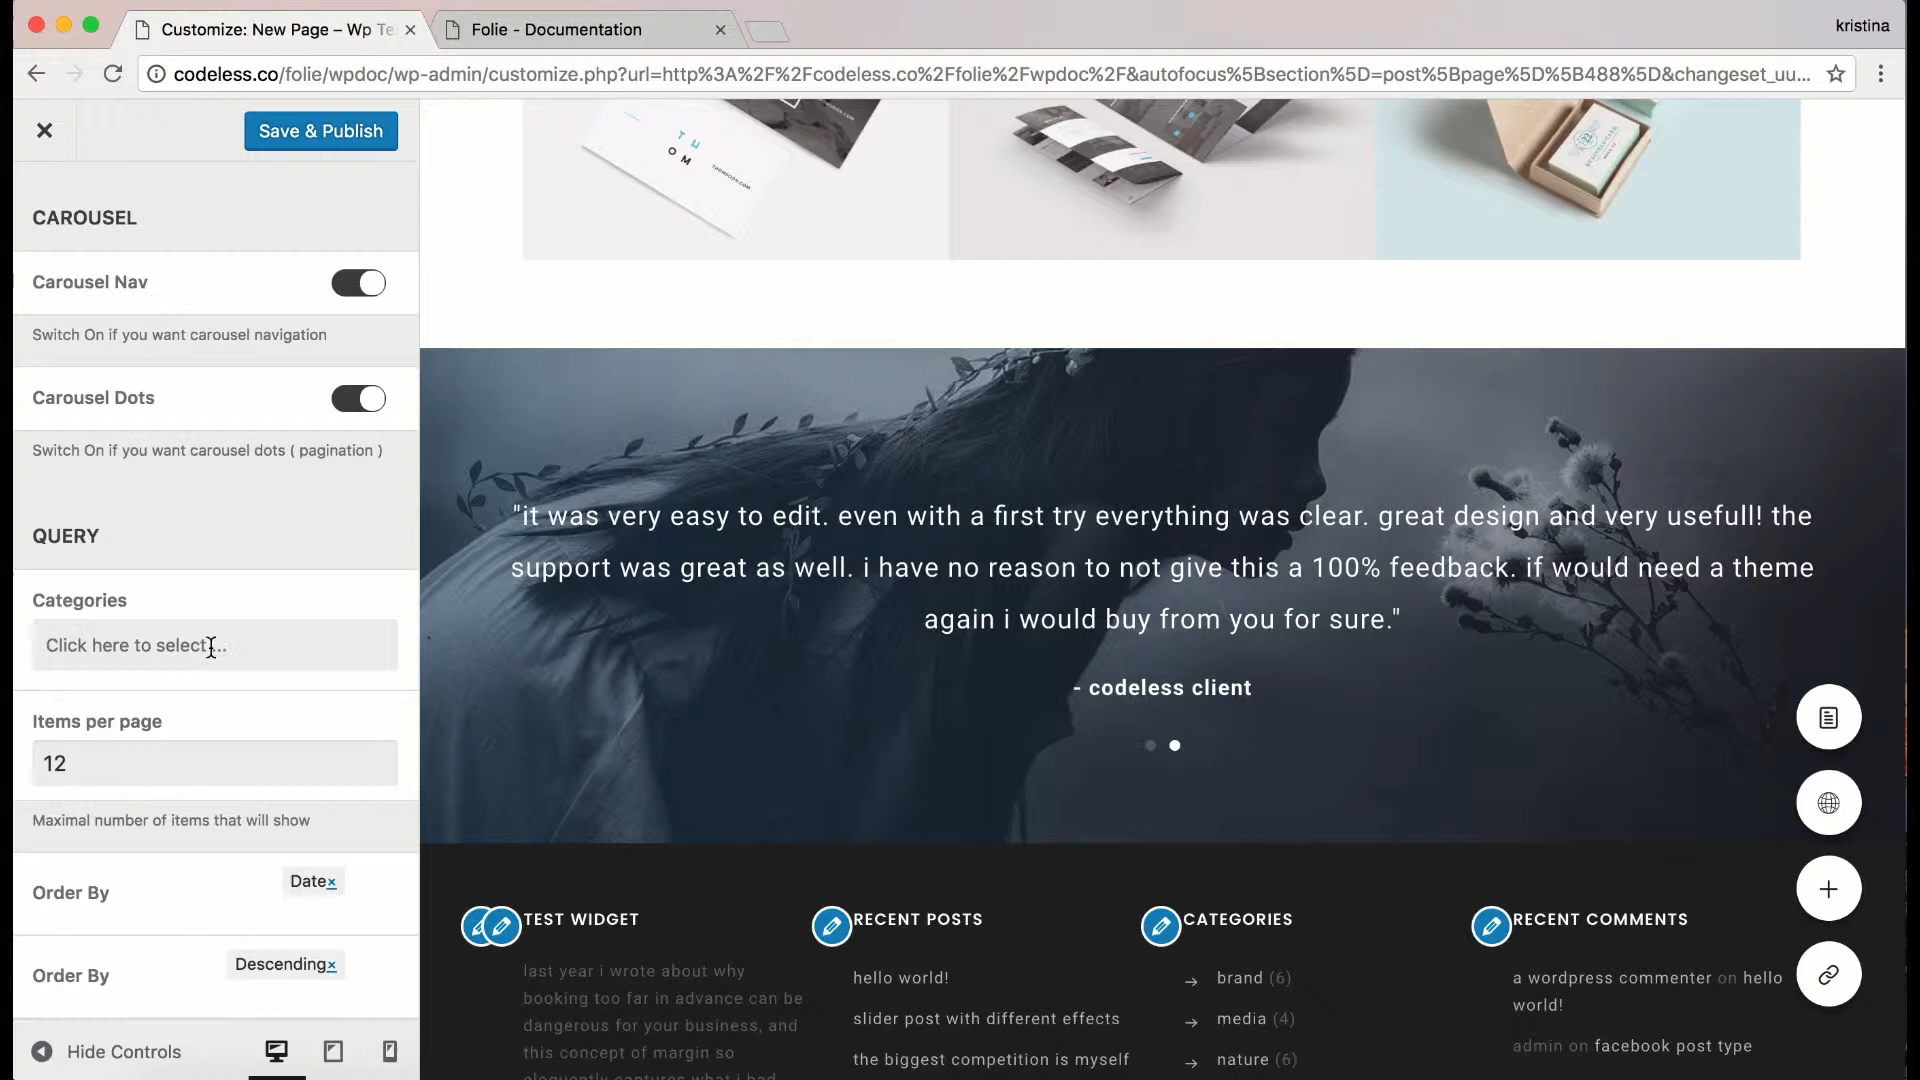 Customize: New Page – Wp Te
Folie - Documentation
kristina
codeless.co/folie/wpdoc/wp-admin/customize.php?url=http%3A%2F%2Fcodeless.co%2Ffolie%2Fwpdoc%2F&autofocus%5Bsection%5D=post%5Bpage%5D%5B488%5D&changeset_uu...
Save & Publish
CAROUSEL
Carousel Nav
Switch On if you want carousel navigation
Carousel Dots
Switch On if you want carousel dots ( pagination )
QUERY
Categories
Click here to select...
Items per page
12
Maximal number of items that will show
Order By
Date×
Order By
Descending×
Hide Controls
"it was very easy to edit. even with a first try everything was clear. great design and very usefull! the
support was great as well. i have no reason to not give this a 100% feedback. if would need a theme
again i would buy from you for sure."
- codeless client
TEST WIDGET
last year i wrote about why
booking too far in advance can be
dangerous for your business, and
this concept of margin so
eloquently captures what i had
RECENT POSTS
hello world!
slider post with different effects
the biggest competition is myself
CATEGORIES
→ brand (6)
→ media (4)
→ nature (6)
RECENT COMMENTS
a wordpress commenter on hello
world!
admin on facebook post type